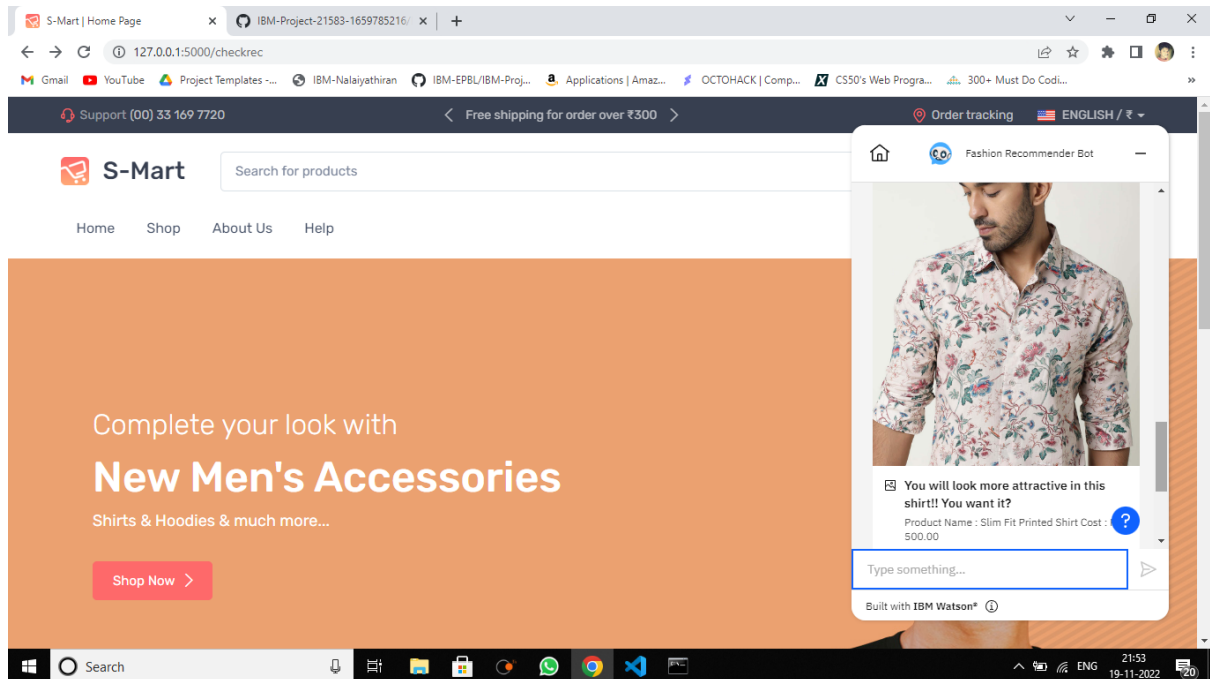 S-Mart | Home Page
IBM-Project-21583-1659785216/
127.0.0.1:5000/checkrec
Gmail
YouTube
Project Templates -...
IBM-Nalaiyathiran
IBM-EPBL/IBM-Proj...
Applications | Amaz...
OCTOHACK | Comp...
CS50's Web Progra...
300+ Must Do Codi...
»
Support (00) 33 169 7720
Free shipping for order over ₹300
Order tracking
ENGLISH / ₹
S-Mart
Search for products
Home
Shop
About Us
Help
Complete your look with
New Men's Accessories
Shirts & Hoodies & much more...
Shop Now
Fashion Recommender Bot
You will look more attractive in this
shirt!! You want it?
Product Name : Slim Fit Printed Shirt Cost :
500.00
?
Type something...
Built with IBM Watson®
Search
ENG
21:53
19-11-2022
20